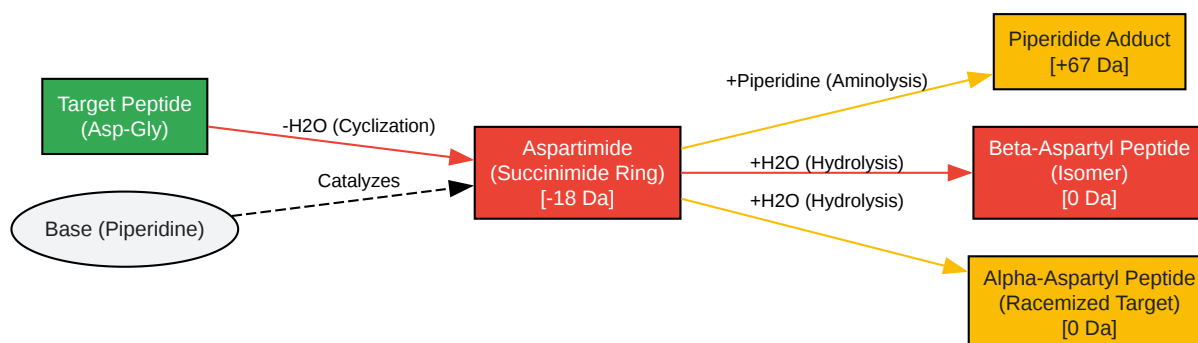 Target Peptide
(Asp-Gly)
Base (Piperidine)
-H2O (Cyclization)
Catalyzes
Aspartimide
(Succinimide Ring)
[-18 Da]
+Piperidine (Aminolysis)
+H2O (Hydrolysis)
+H2O (Hydrolysis)
Piperidide Adduct
[+67 Da]
Beta-Aspartyl Peptide
(Isomer)
[0 Da]
Alpha-Aspartyl Peptide
(Racemized Target)
[0 Da]